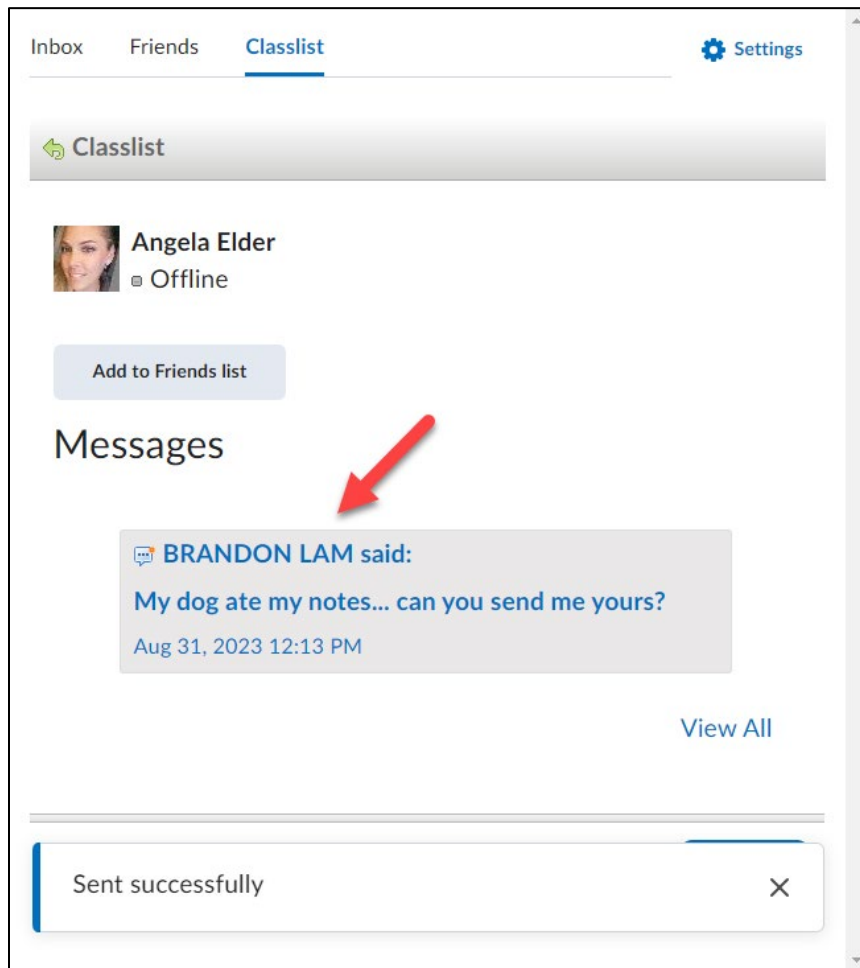 Inbox Friends Classlist Settings
Classlist
Angela Elder
Offline
Add to Friends list
Messages
BRANDON LAM said:
My dog ate my notes... can you send me yours?
Aug 31, 2023 12:13 PM
View All
Sent successfully